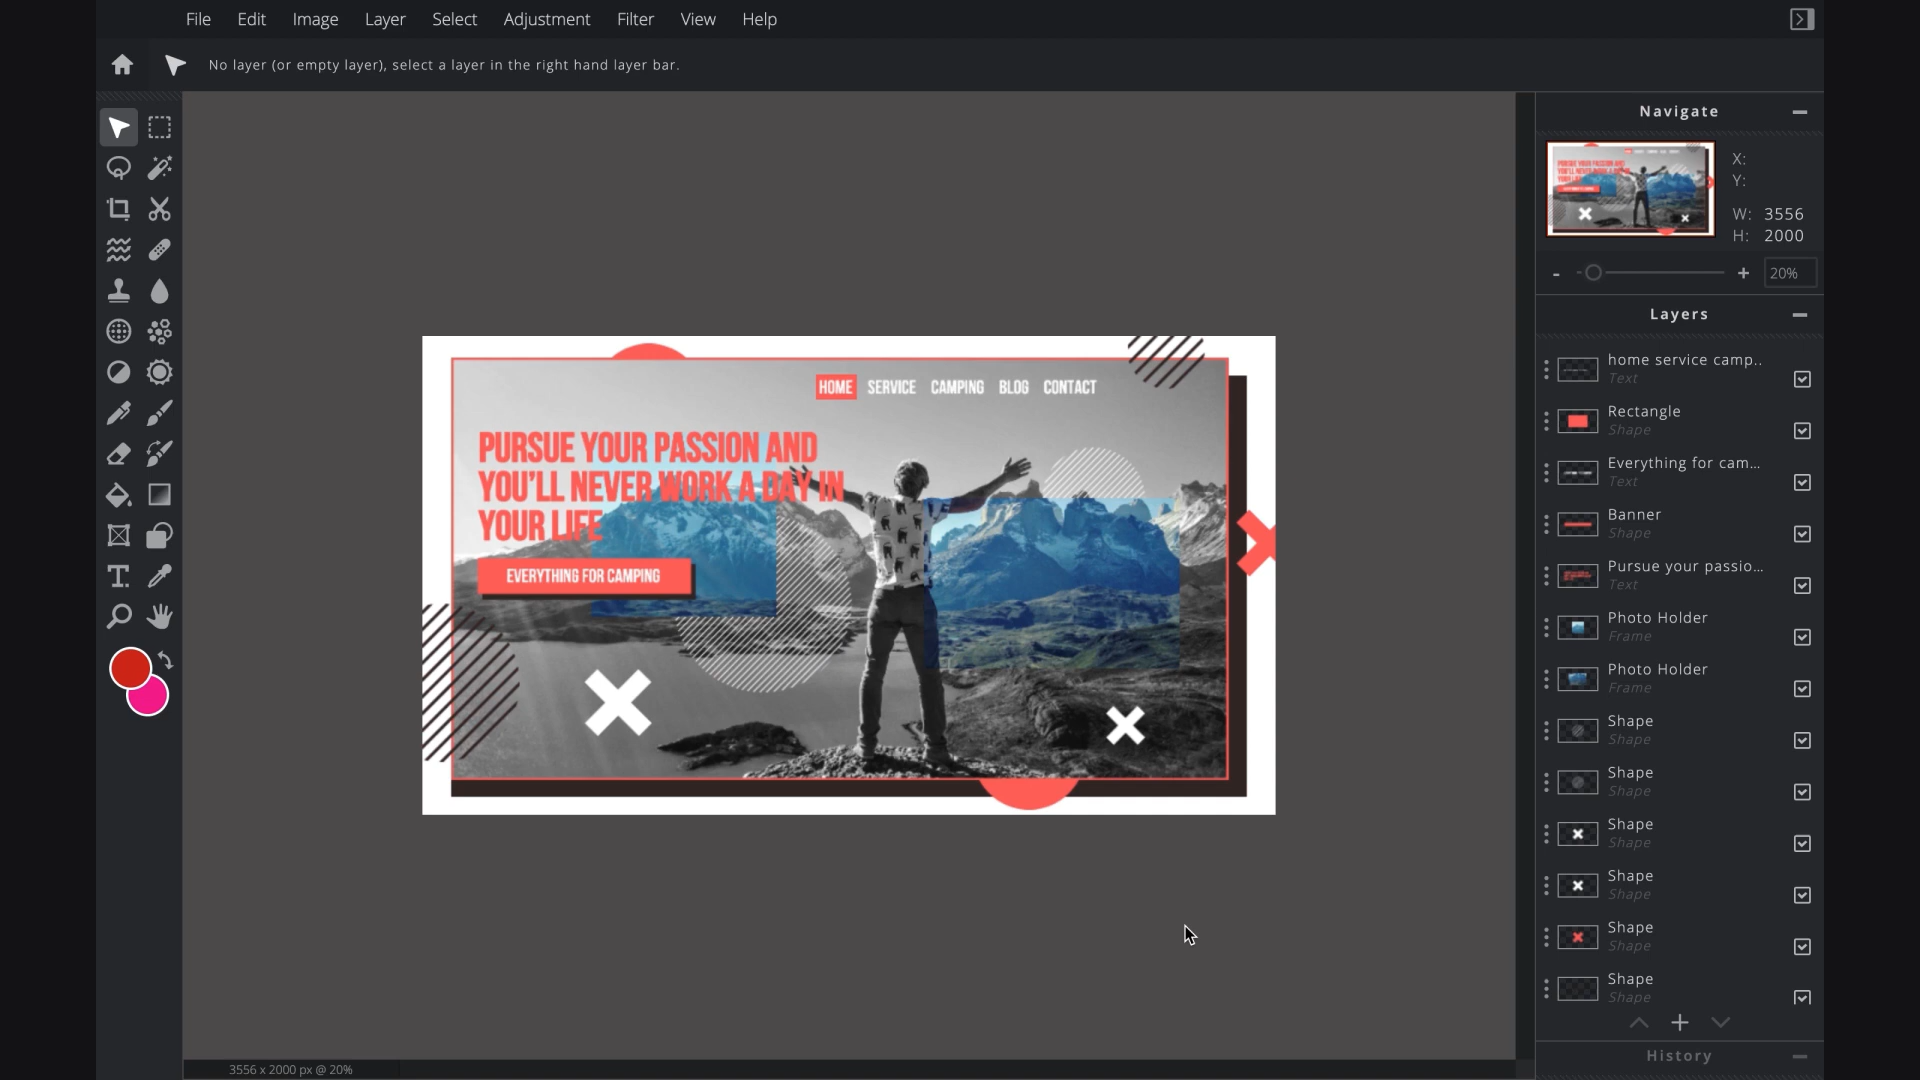 File Edit Image Layer Select Adjustment Filter View Help
No layer (or empty layer), select a layer in the right hand layer bar.
Navigate
X:
Y:
W: 3556
H: 2000
- + 20%
Layers
home service camp..
Text
Rectangle
Shape
Everything for cam...
Text
Banner
Shape
Pursue your passio...
Text
Photo Holder
Frame
Photo Holder
Frame
Shape
Shape
Shape
Shape
Shape
Shape
Shape
Shape
Shape
Shape
Shape
Shape
History
HOME SERVICE CAMPING BLOG CONTACT
PURSUE YOUR PASSION AND
YOU'LL NEVER WORK A DAY IN
YOUR LIFE
EVERYTHING FOR CAMPING
T.
3556 x 2000 px @ 20%